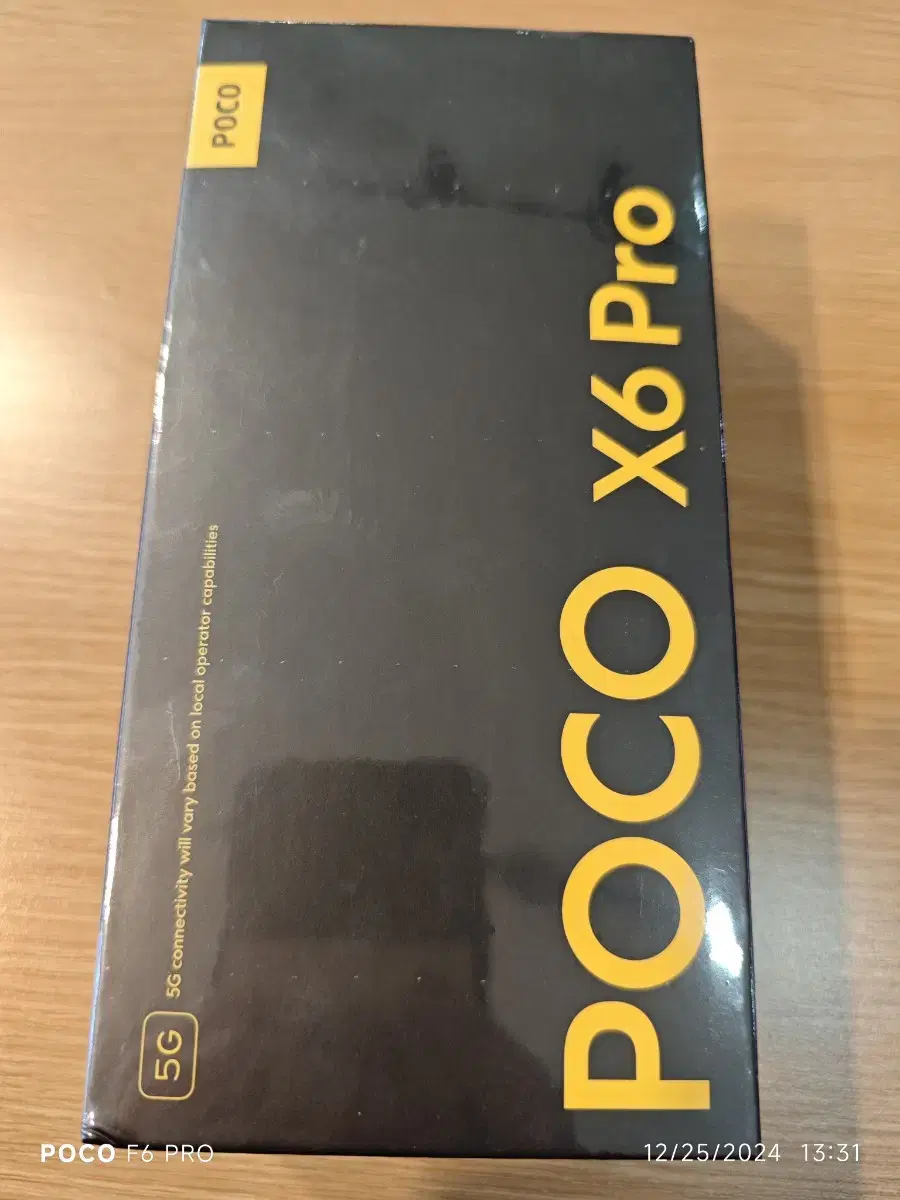 POCO
POCO X6 Pro
5G 5G connectivity will vary based on local operator capabilities
POCO F6 PRO
12/25/2024 13:31